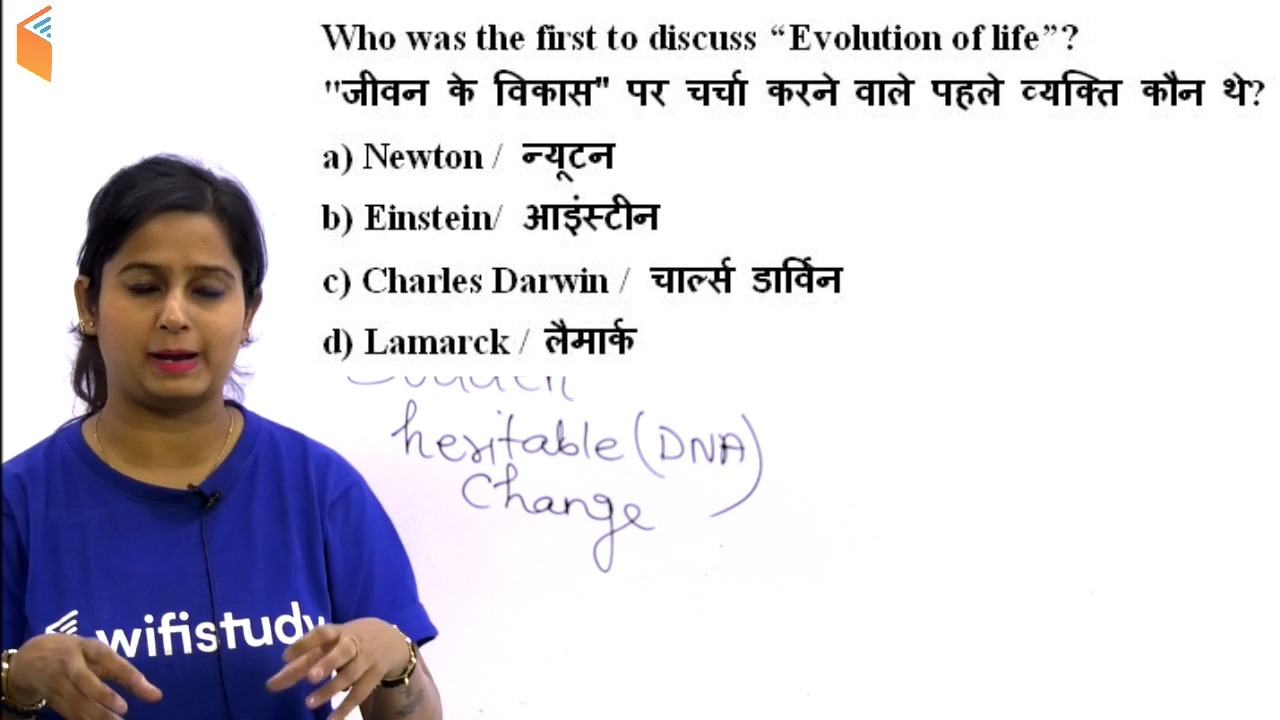 Who was the first to discuss “Evolution of life”?
"जीवन के विकास" पर चर्चा करने वाले पहले व्यक्ति कौन थे?
a) Newton / न्यूटन
b) Einstein/ आइंस्टीन
c) Charles Darwin / चार्ल्स डार्विन
d) Lamarck / लैमार्क
heritable (DNA)
Change
wifistudy